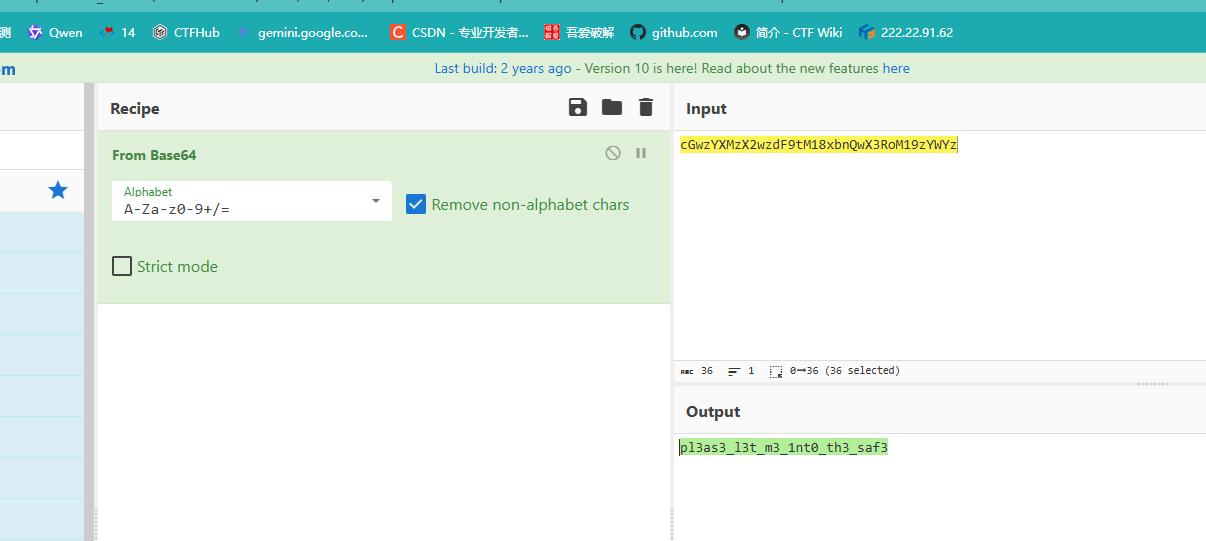 测 Qwen 14 CTFHub gemini.google.co... CSDN - 专业开发者... 吾爱破解 github.com 简介 - CTF Wiki 222.22.91.62
m Last build: 2 years ago - Version 10 is here! Read about the new features here
Recipe
Input
From Base64
Alphabet
A-Za-z0-9+/=
Remove non-alphabet chars
Strict mode
cGwzYXMzX2wzdF9tM18xbnQwX3RoM19zYWYz
ABC 36 1 0→36 (36 selected)
Output
pl3as3_l3t_m3_1nt0_th3_saf3